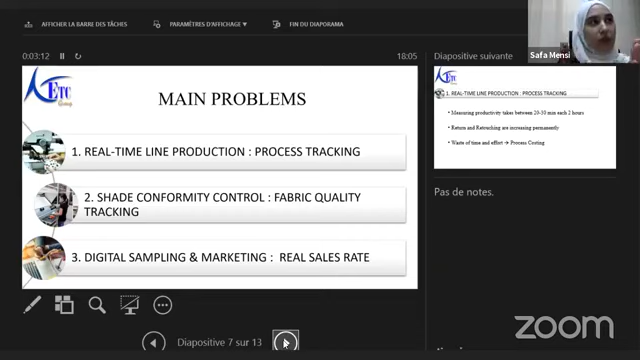 AFFICHER LA BARRE DES TÂCHES
PARAMÈTRES D'AFFICHAGE ▾
FIN DU DIAPORAMA
0:03:12
18:05
Diapositive suivante
Safa Mensi
ETC
MAIN PROBLEMS
1. REAL-TIME LINE PRODUCTION : PROCESS TRACKING
2. SHADE CONFORMITY CONTROL : FABRIC QUALITY
TRACKING
3. DIGITAL SAMPLING & MARKETING : REAL SALES RATE
ETC
1. REAL-TIME LINE PRODUCTION : PROCESS TRACKING
• Measuring productivity takes between 20-30 min each 2 hours
• Return and Retouching are increasing permanently
• Waste of time and effort → Process Costing
Pas de notes.
Diapositive 7 sur 13
zoom